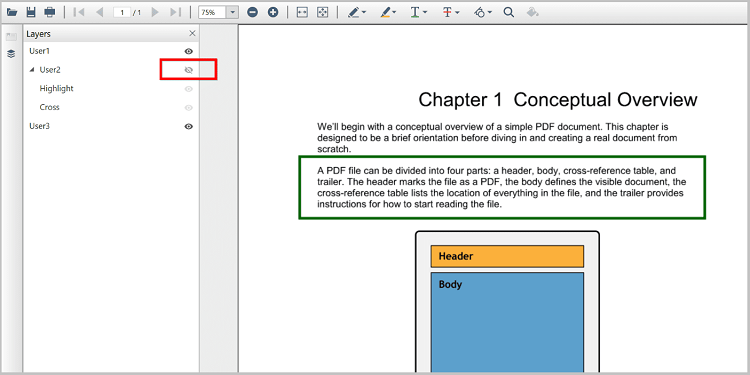 1 / 1
75%
Layers
User1
User2
Highlight
Cross
User3
Chapter 1 Conceptual Overview
We'll begin with a conceptual overview of a simple PDF document. This chapter is
designed to be a brief orientation before diving in and creating a real document from
scratch.
A PDF file can be divided into four parts: a header, body, cross-reference table, and
trailer. The header marks the file as a PDF, the body defines the visible document, the
cross-reference table lists the location of everything in the file, and the trailer provides
instructions for how to start reading the file.
Header
Body